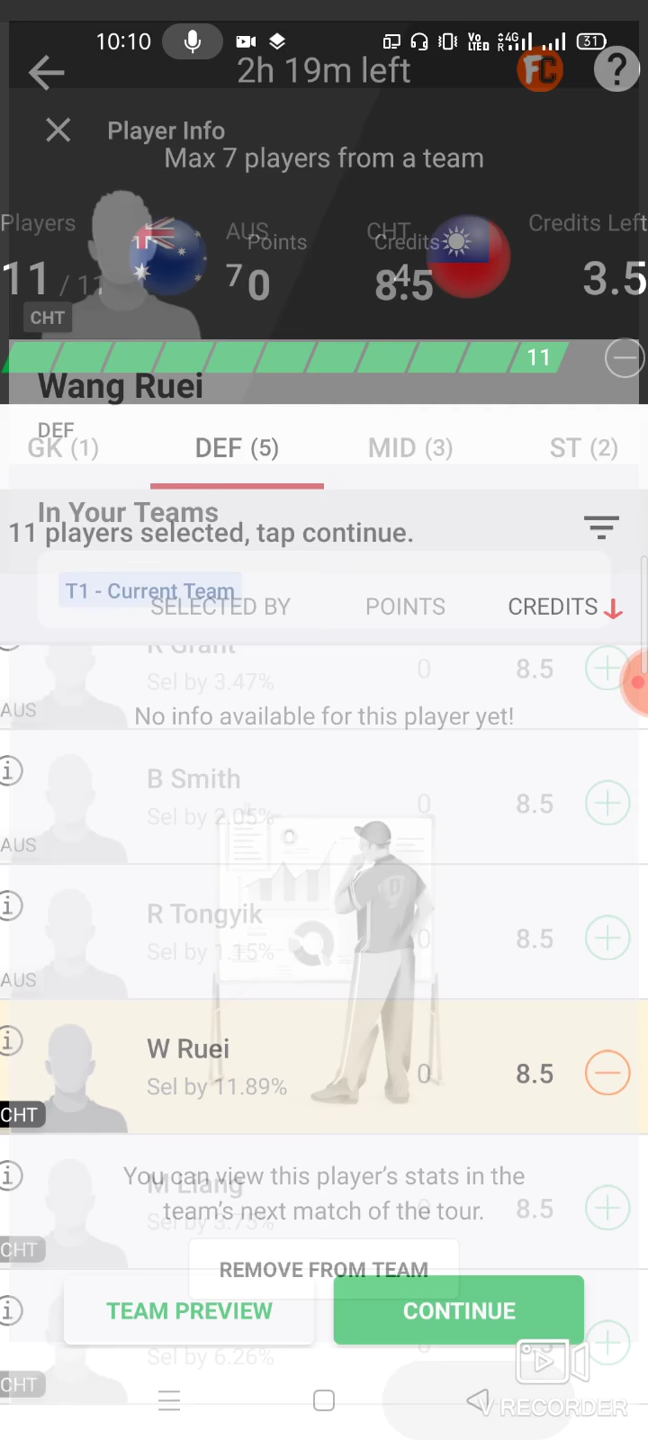 10:10
VoLTED 4G R 31
2h 19m left
FC ?
Player Info
Max 7 players from a team
Players AUS CHT Credits Left
Points Credits
11 / 11 7 0 8.5 4 3.5
CHT
11
Wang Ruei
DEF
GK (1) DEF (5) MID (3) ST (2)
In Your Teams
11 players selected, tap continue.
T1 - Current Team
SELECTED BY POINTS CREDITS
R Grant
Sel by 3.47% 0 8.5
AUS
No info available for this player yet!
B Smith
Sel by 2.05% 0 8.5
AUS
R Tongyik
Sel by 1.15% 0 8.5
AUS
W Ruei
Sel by 11.89% 0 8.5
CHT
You can view this player's stats in the
M Liang
team's next match of the tour.
8.5
CHT
REMOVE FROM TEAM
TEAM PREVIEW CONTINUE
Sel by 6.26%
CHT
V RECORDER